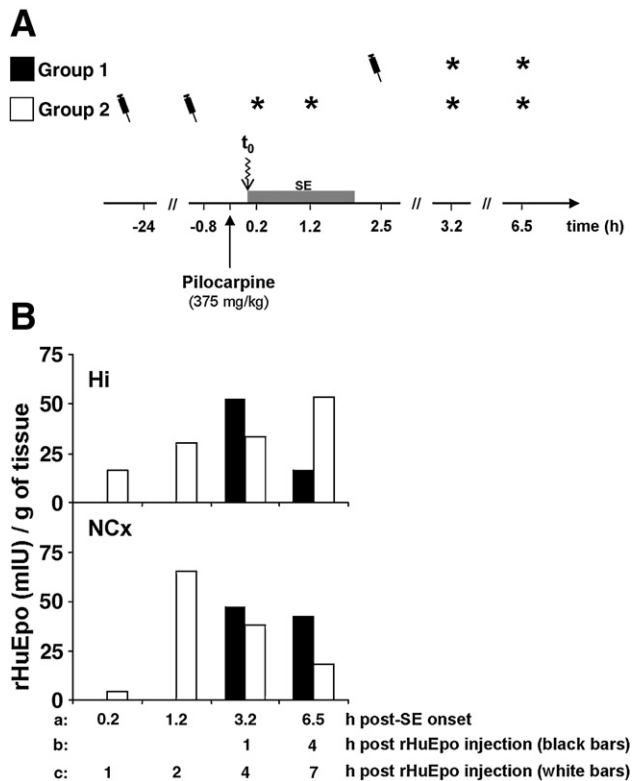 A
Group 1 * *
Group 2 * * * *
t0
SE
-24 // -0.8 0.2 1.2 2.5 // 3.2 // 6.5 time (h)
Pilocarpine
(375 mg/kg)
B
rHuEpo (mIU) / g of tissue
Hi
75
50
25
0
NCx
75
50
25
0
a: 0.2 1.2 3.2 6.5 h post-SE onset
b: 1 4 h post rHuEpo injection (black bars)
c: 1 2 4 7 h post rHuEpo injection (white bars)